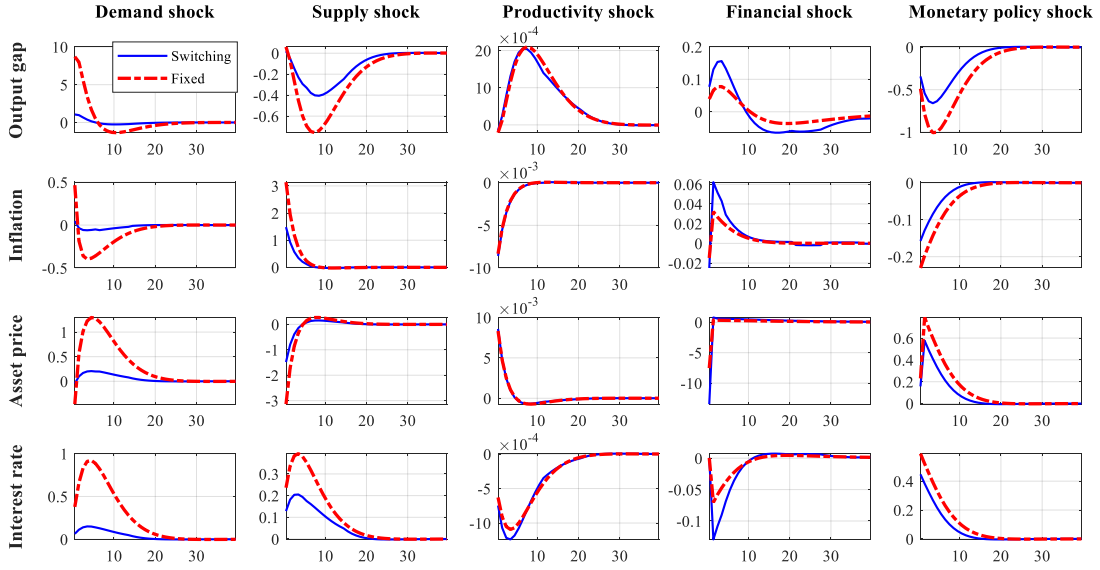 Demand shock
Supply shock
Productivity shock
Financial shock
Monetary policy shock
Output gap
10
5
0
10 20 30
Switching
Fixed
0
-0.2
-0.4
-0.6
10 20 30
×10⁻⁴
20
10
0
10 20 30
0.2
0.1
0
10 20 30
0
-0.5
-1
10 20 30
Inflation
0.5
0
-0.5
10 20 30
3
2
1
0
10 20 30
×10⁻³
0
-5
-10
10 20 30
0.06
0.04
0.02
0
-0.02
10 20 30
0
-0.1
-0.2
10 20 30
Asset price
1
0
10 20 30
0
-1
-2
-3
10 20 30
×10⁻³
10
5
0
10 20 30
0
-5
-10
10 20 30
0.6
0.4
0.2
0
10 20 30
Interest rate
1
0.5
0
10 20 30
0.3
0.2
0.1
0
10 20 30
×10⁻⁴
0
-5
-10
10 20 30
0
-0.05
-0.1
10 20 30
0.4
0.2
0
10 20 30